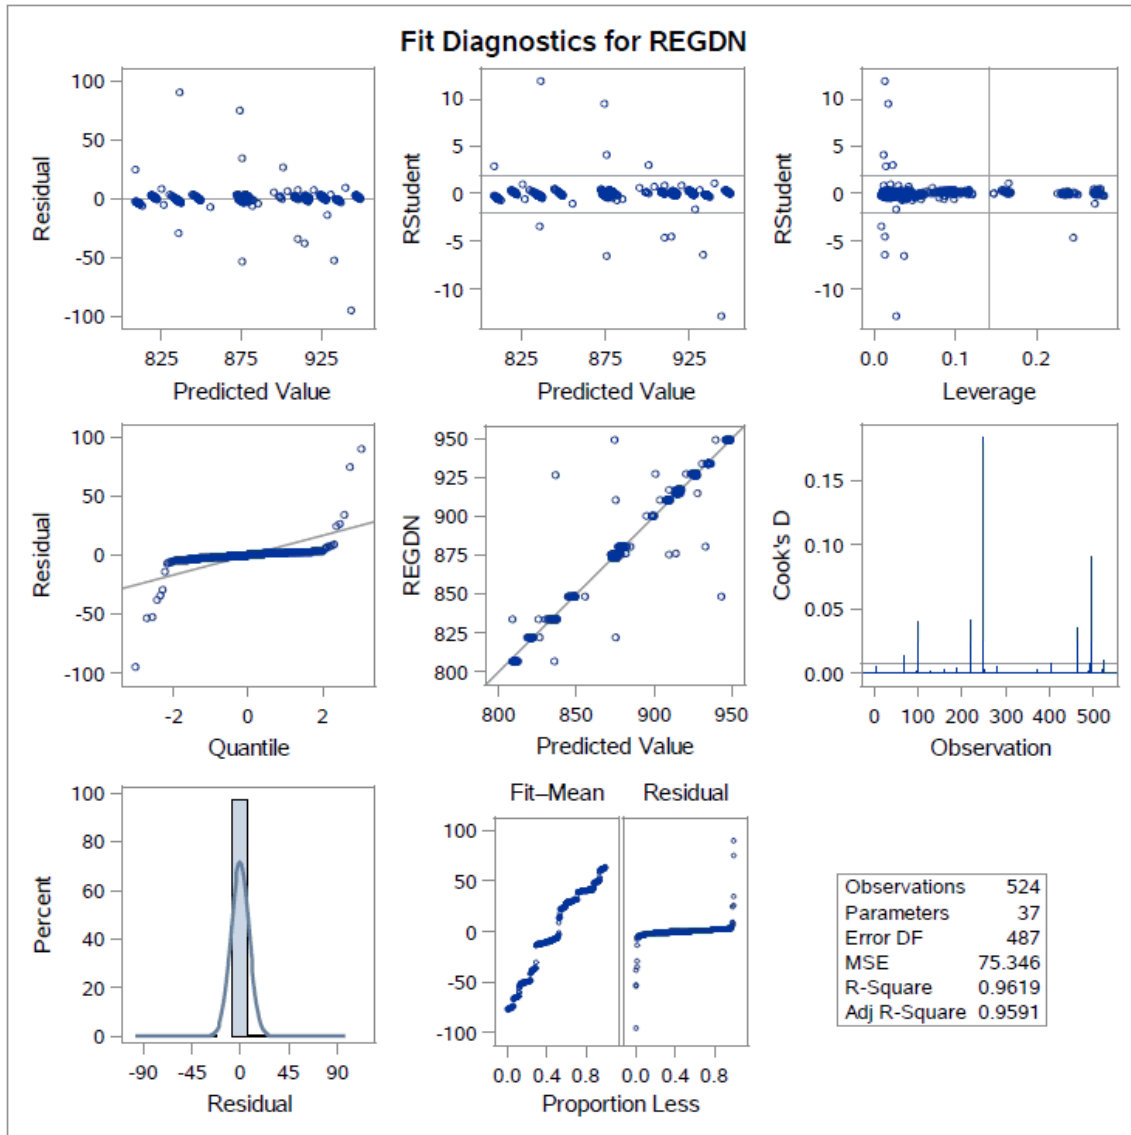 Fit Diagnostics for REGDN
100
50
0
-50
-100
Residual
825 875 925
Predicted Value
10
5
0
-5
-10
RStudent
825 875 925
Predicted Value
10
5
0
-5
-10
RStudent
0.0 0.1 0.2
Leverage
100
50
0
-50
-100
Residual
-2 0 2
Quantile
950
925
900
875
850
825
800
REGDN
800 850 900 950
Predicted Value
0.15
0.10
0.05
0.00
Cook's D
0 100 200 300 400 500
Observation
100
80
60
40
20
0
Percent
-90 -45 0 45 90
Residual
Fit–Mean Residual
100
50
0
-50
-100
0.0 0.4 0.8 0.0 0.4 0.8
Proportion Less
Observations 524
Parameters 37
Error DF 487
MSE 75.346
R-Square 0.9619
Adj R-Square 0.9591